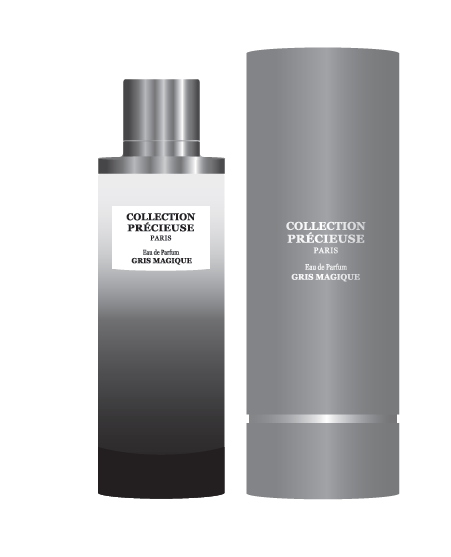 COLLECTION
PRÉCIEUSE
PARIS
Eau de Parfum
GRIS MAGIQUE
COLLECTION
PRÉCIEUSE
PARIS
Eau de Parfum
GRIS MAGIQUE